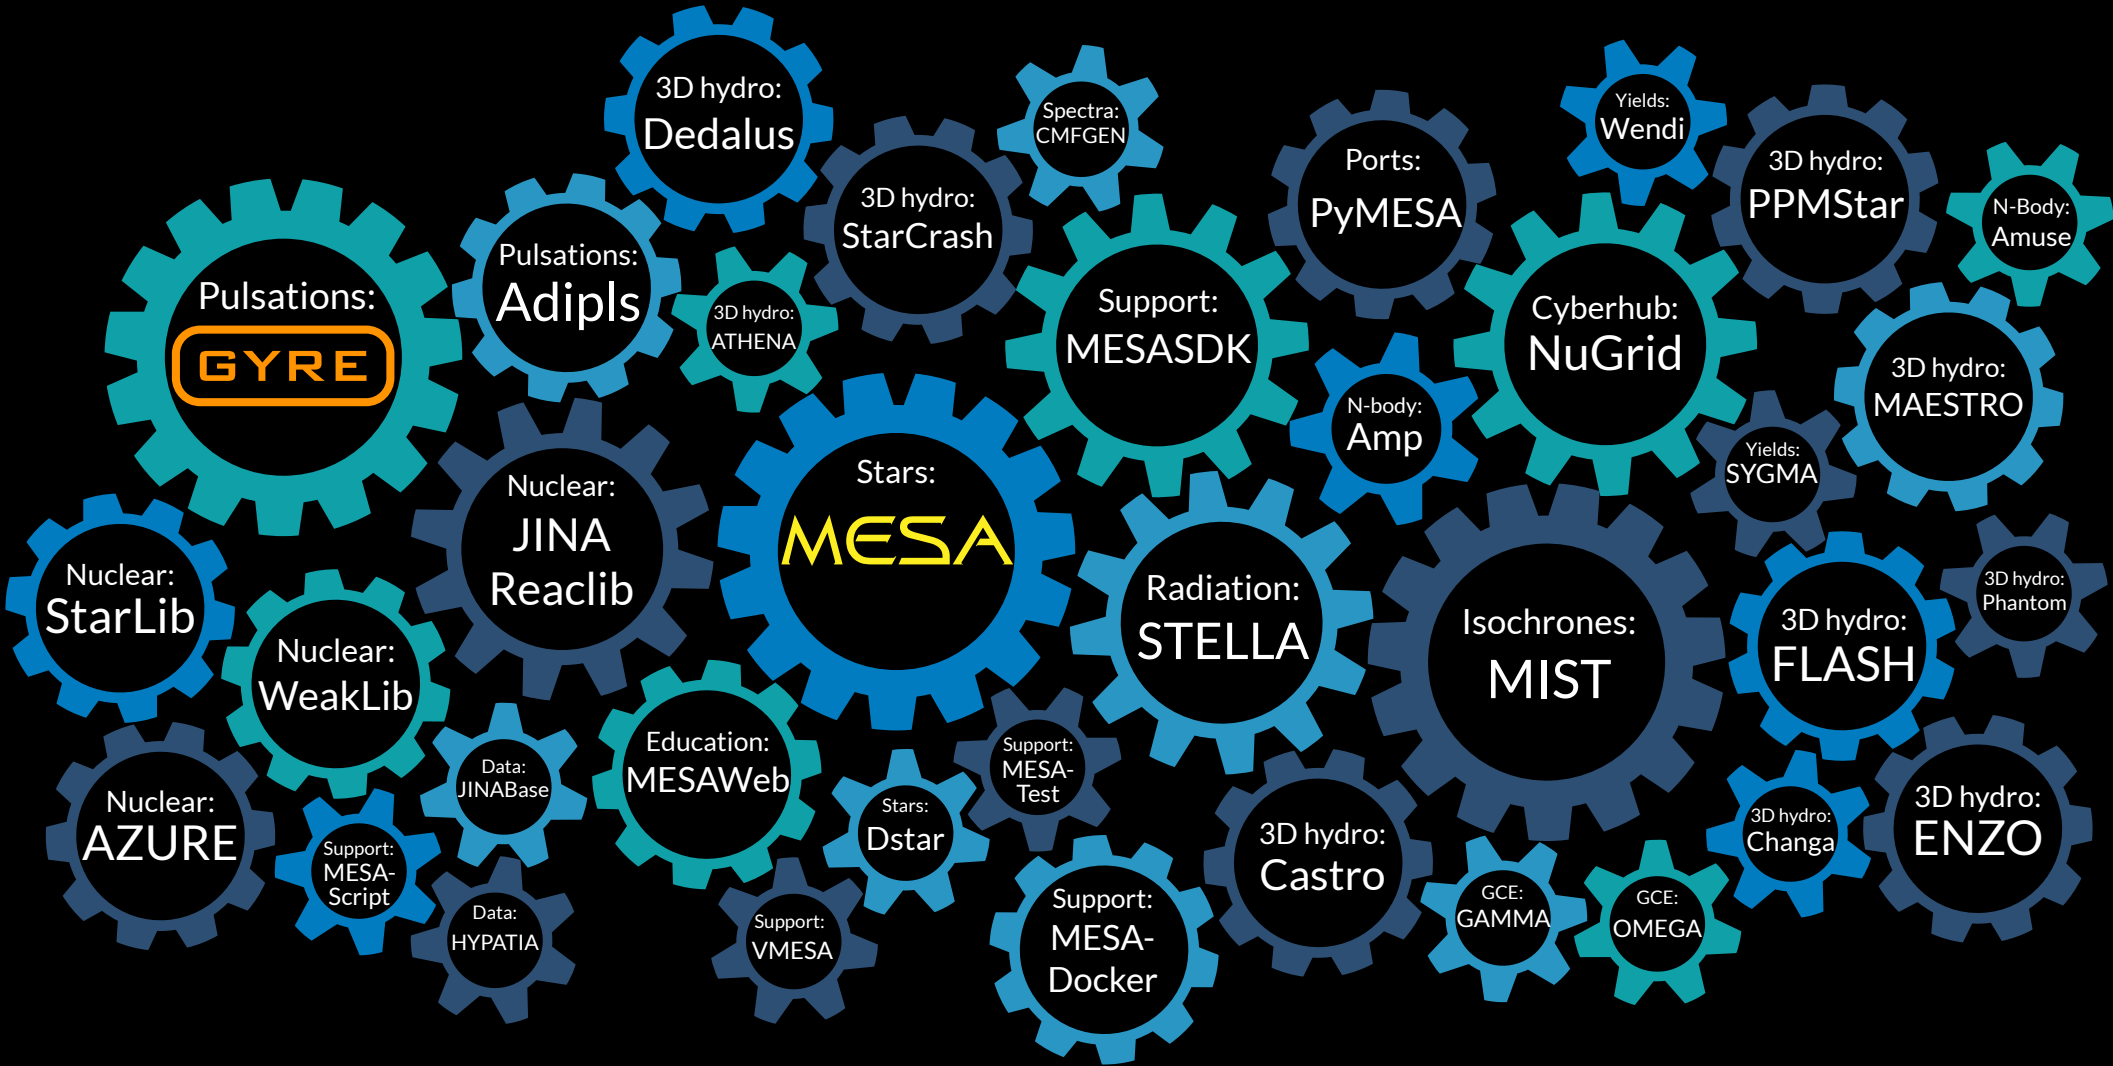 3D hydro:
Dedalus
Spectra:
CMFGEN
Yields:
Wendi
3D hydro:
StarCrash
Ports:
PyMESA
3D hydro:
PPMStar
N-Body:
Amuse
Pulsations:
GYRE
Pulsations:
Adipls
3D hydro:
ATHENA
Support:
MESASDK
Cyberhub:
NuGrid
N-body:
Amp
3D hydro:
MAESTRO
Yields:
SYGMA
Nuclear:
JINA
Reaclib
Stars:
MESA
Nuclear:
StarLib
Radiation:
STELLA
Isochrones:
MIST
3D hydro:
FLASH
3D hydro:
Phantom
Nuclear:
WeakLib
Nuclear:
AZURE
Data:
JINABase
Education:
MESAWeb
Support:
MESA-
Test
Stars:
Dstar
Support:
MESA-
Script
3D hydro:
Castro
3D hydro:
Changa
3D hydro:
ENZO
Data:
HYPATIA
Support:
VMESA
Support:
MESA-
Docker
GCE:
GAMMA
GCE:
OMEGA